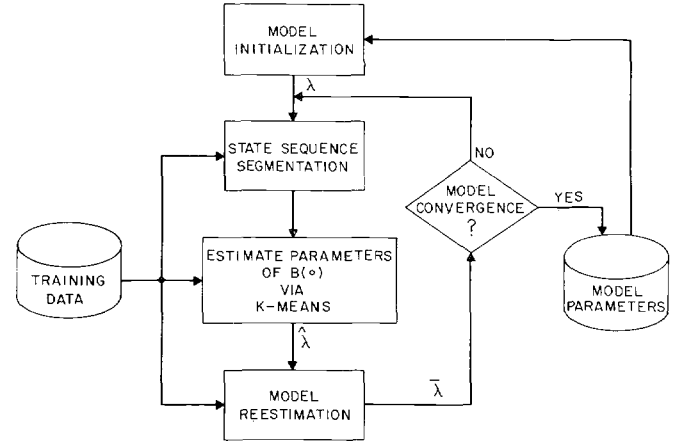 MODEL
INITIALIZATION
λ
STATE SEQUENCE
SEGMENTATION
NO
MODEL
CONVERGENCE
?
YES
TRAINING
DATA
ESTIMATE PARAMETERS
OF B(∘)
VIA
K-MEANS
MODEL
PARAMETERS
λ̂
MODEL
REESTIMATION
λ̅